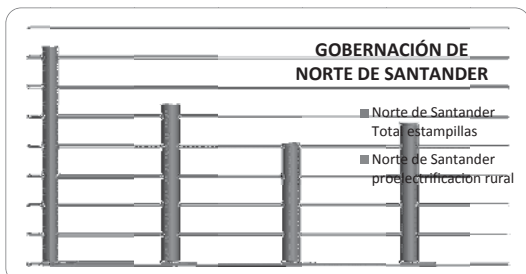 GOBERNACIÓN DE
NORTE DE SANTANDER
Norte de Santander
Total estampillas
Norte de Santander
proelectrificacion rural